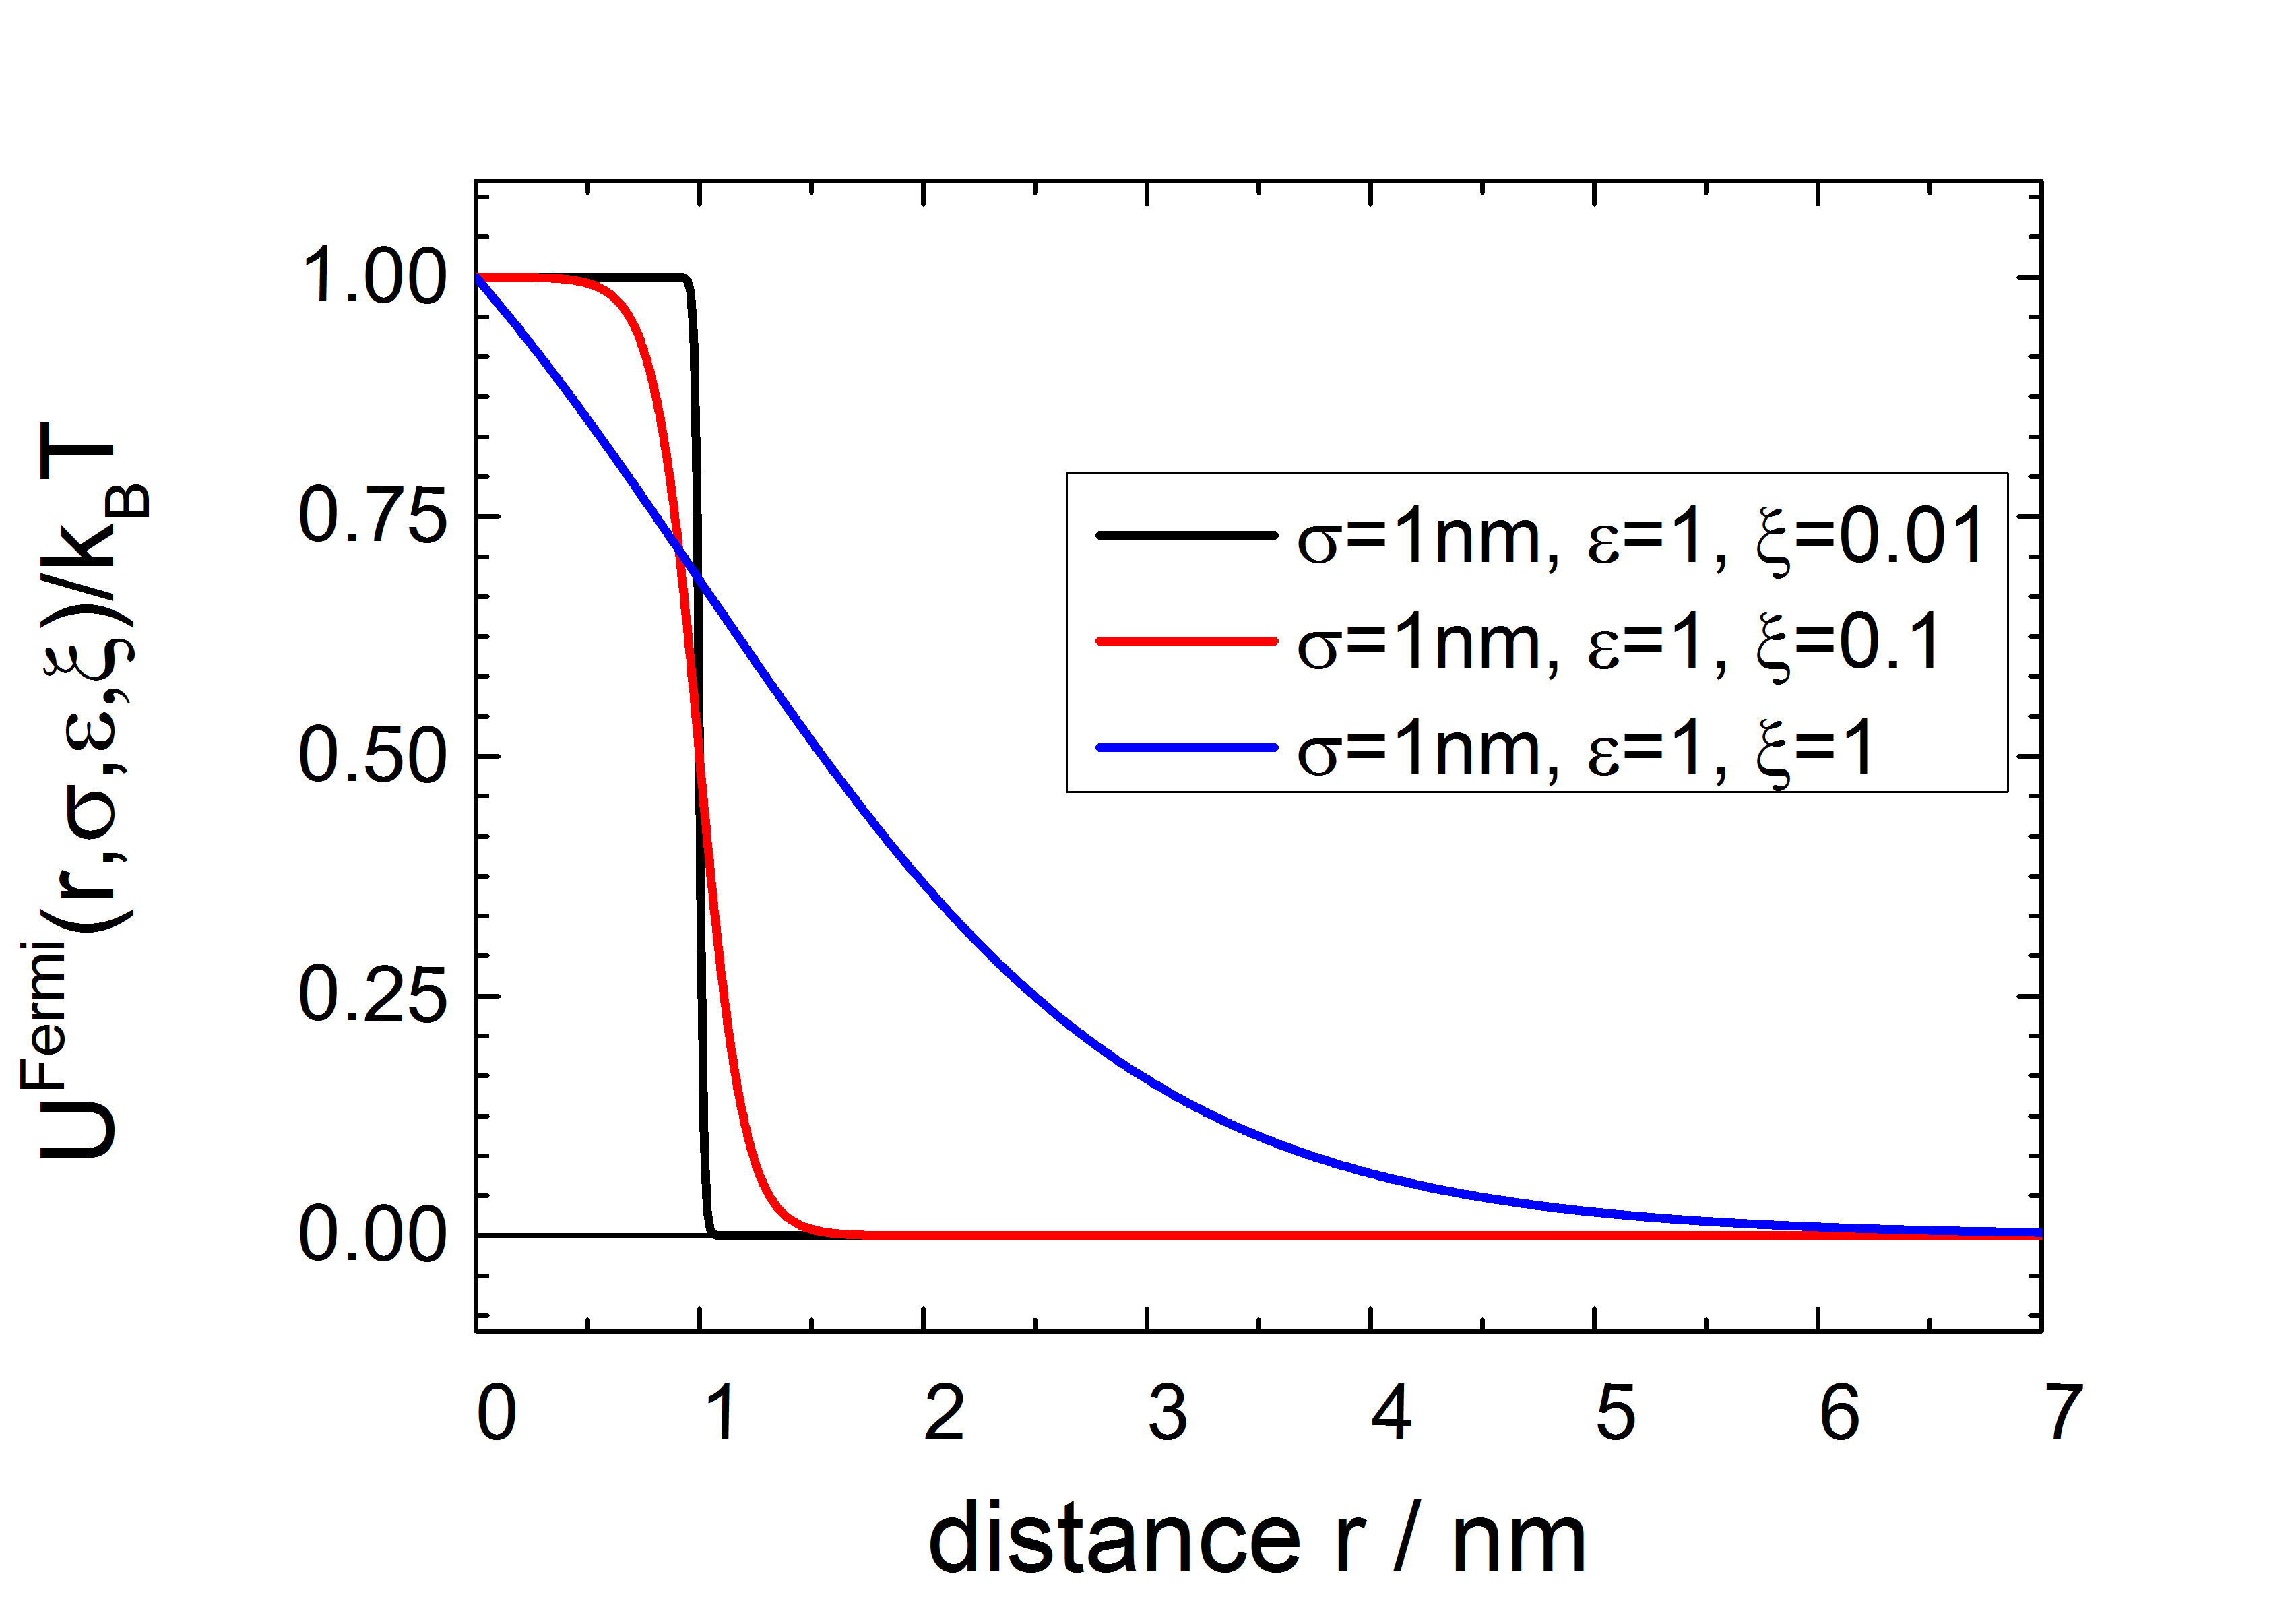 U^Fermi(r,σ,ε,ξ)/k_BT
1.00
0.75
0.50
0.25
0.00
σ=1nm, ε=1, ξ=0.01
σ=1nm, ε=1, ξ=0.1
σ=1nm, ε=1, ξ=1
0 1 2 3 4 5 6 7
distance r / nm